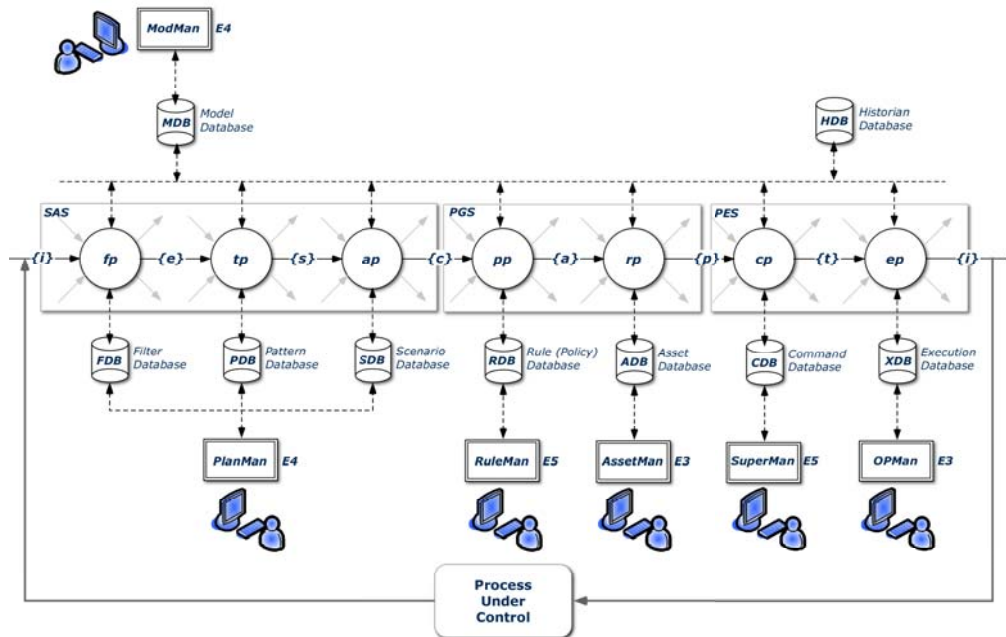 ModMan E4
MDB
Model
Database
HDB
Historian
Database
SAS
PGS
PES
{i} fp {e} tp {s} ap {c} pp {a} rp {p} cp {t} ep {i}
FDB
Filter
Database
PDB
Pattern
Database
SDB
Scenario
Database
RDB
Rule (Policy)
Database
ADB
Asset
Database
CDB
Command
Database
XDB
Execution
Database
PlanMan E4
RuleMan E5
AssetMan E3
SuperMan E5
OPMan E3
Process
Under
Control